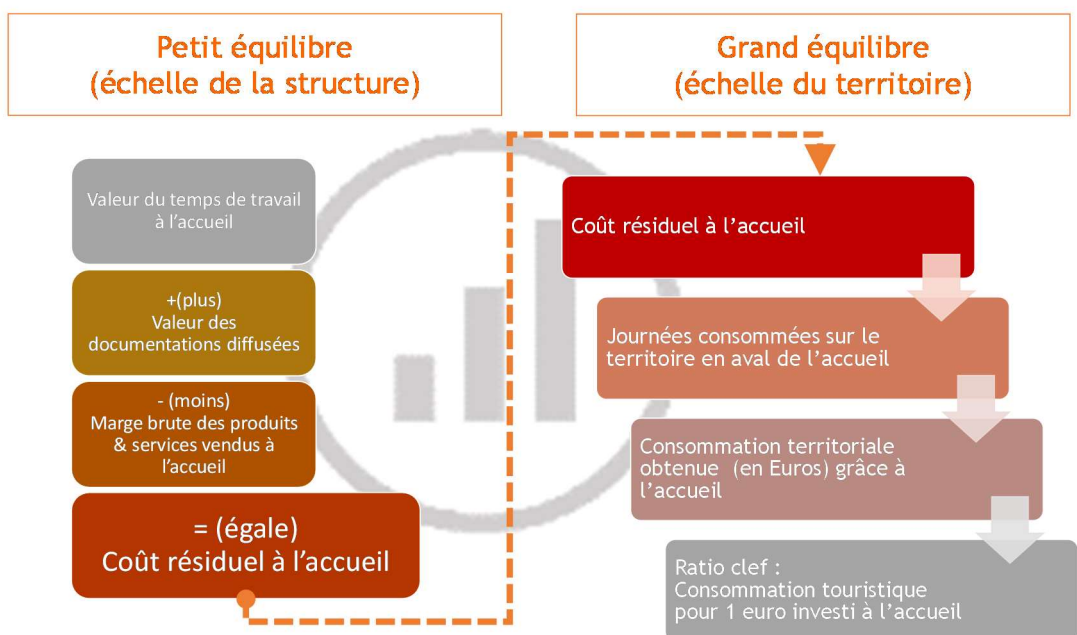 Petit équilibre
(échelle de la structure)
Valeur du temps de travail
à l’accueil
+(plus)
Valeur des
documentations diffusées
- (moins)
Marge brute des produits
& services vendus à
l’accueil
= (égale)
Coût résiduel à l’accueil
Grand équilibre
(échelle du territoire)
Coût résiduel à l’accueil
Journées consommées sur le
territoire en aval de l’accueil
Consommation territoriale
obtenue (en Euros) grâce à
l’accueil
Ratio clef :
Consommation touristique
pour 1 euro investi à l’accueil